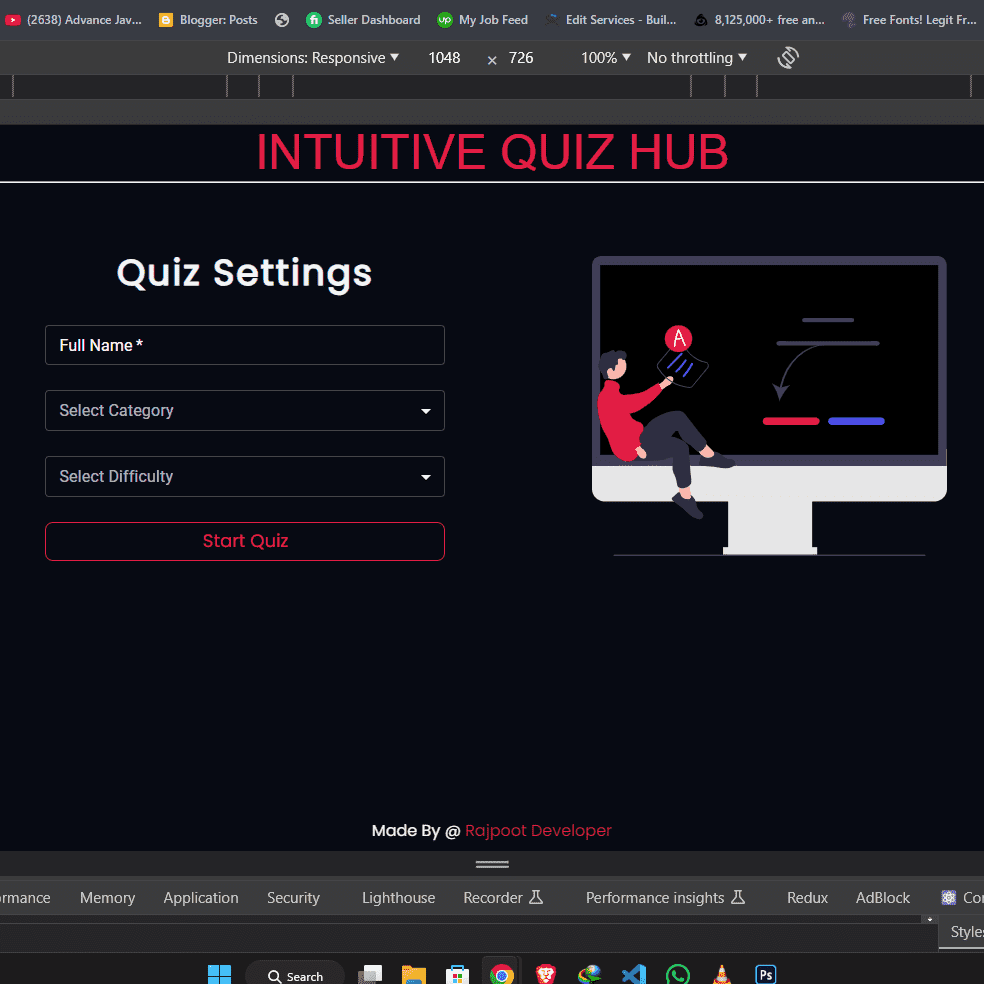 (2638) Advance Jav... Blogger: Posts Seller Dashboard My Job Feed Edit Services - Buil... 8,125,000+ free an... Free Fonts! Legit Fr...
Dimensions: Responsive 1048 × 726 100% No throttling
INTUITIVE QUIZ HUB
Quiz Settings
Full Name *
A
Select Category
Select Difficulty
Start Quiz
Made By @ Rajpoot Developer
ormance Memory Application Security Lighthouse Recorder Performance insights Redux AdBlock Co
Styles
Search Ps